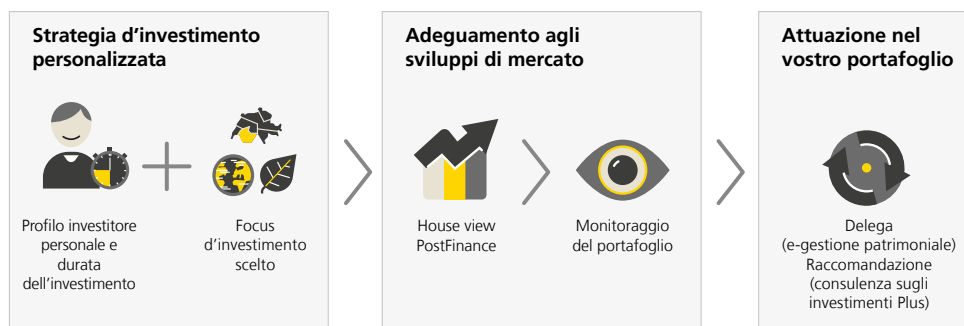 Strategia d’investimento
personalizzata
Profilo investitore
personale e
durata
dell’investimento
Focus
d’investimento
scelto
Adeguamento agli
sviluppi di mercato
House view
PostFinance
Monitoraggio
del portafoglio
Attuazione nel
vostro portafoglio
Delega
(e-gestione patrimoniale)
Raccomandazione
(consulenza sugli
investimenti Plus)